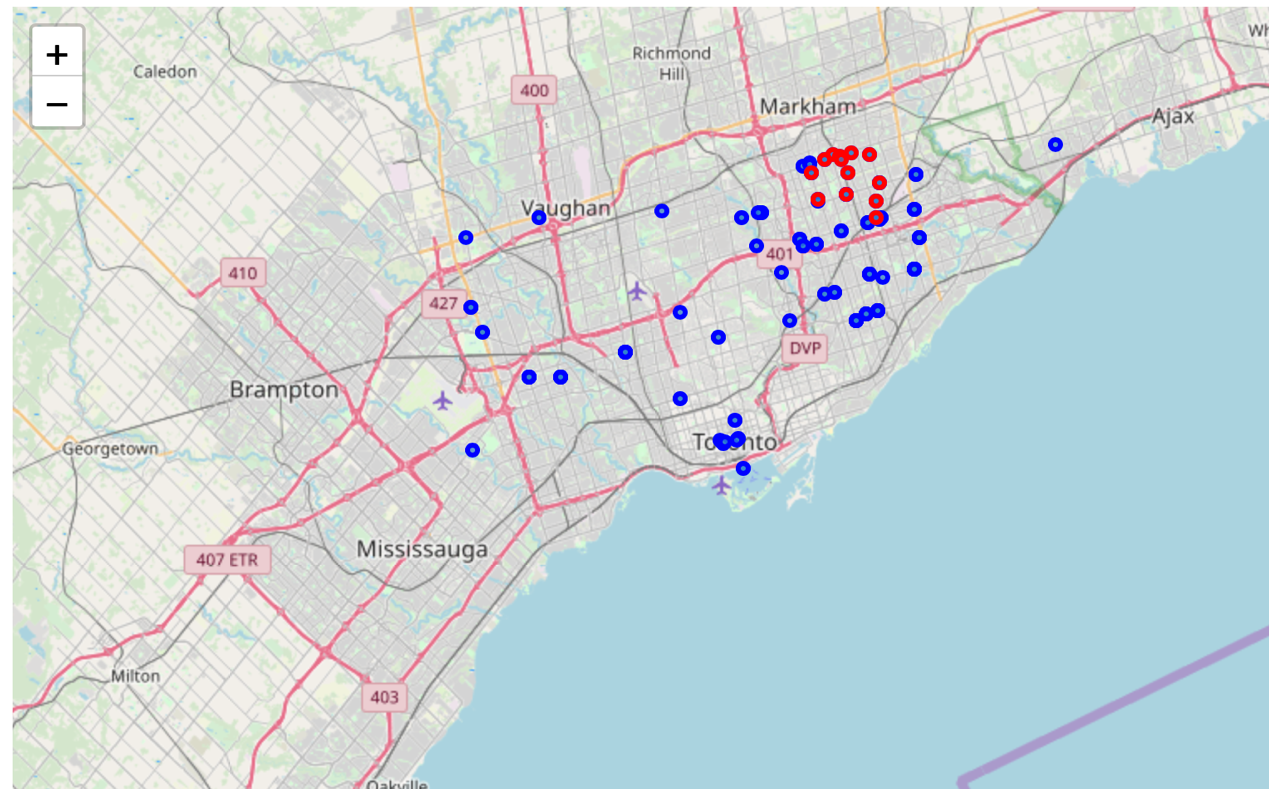 +
−
Caledon
400
Richmond
Hill
Markham
Wh
Ajax
Vaughan
401
410
427
DVP
Brampton
Georgetown
Toronto
Mississauga
407 ETR
Milton
403
Oakville